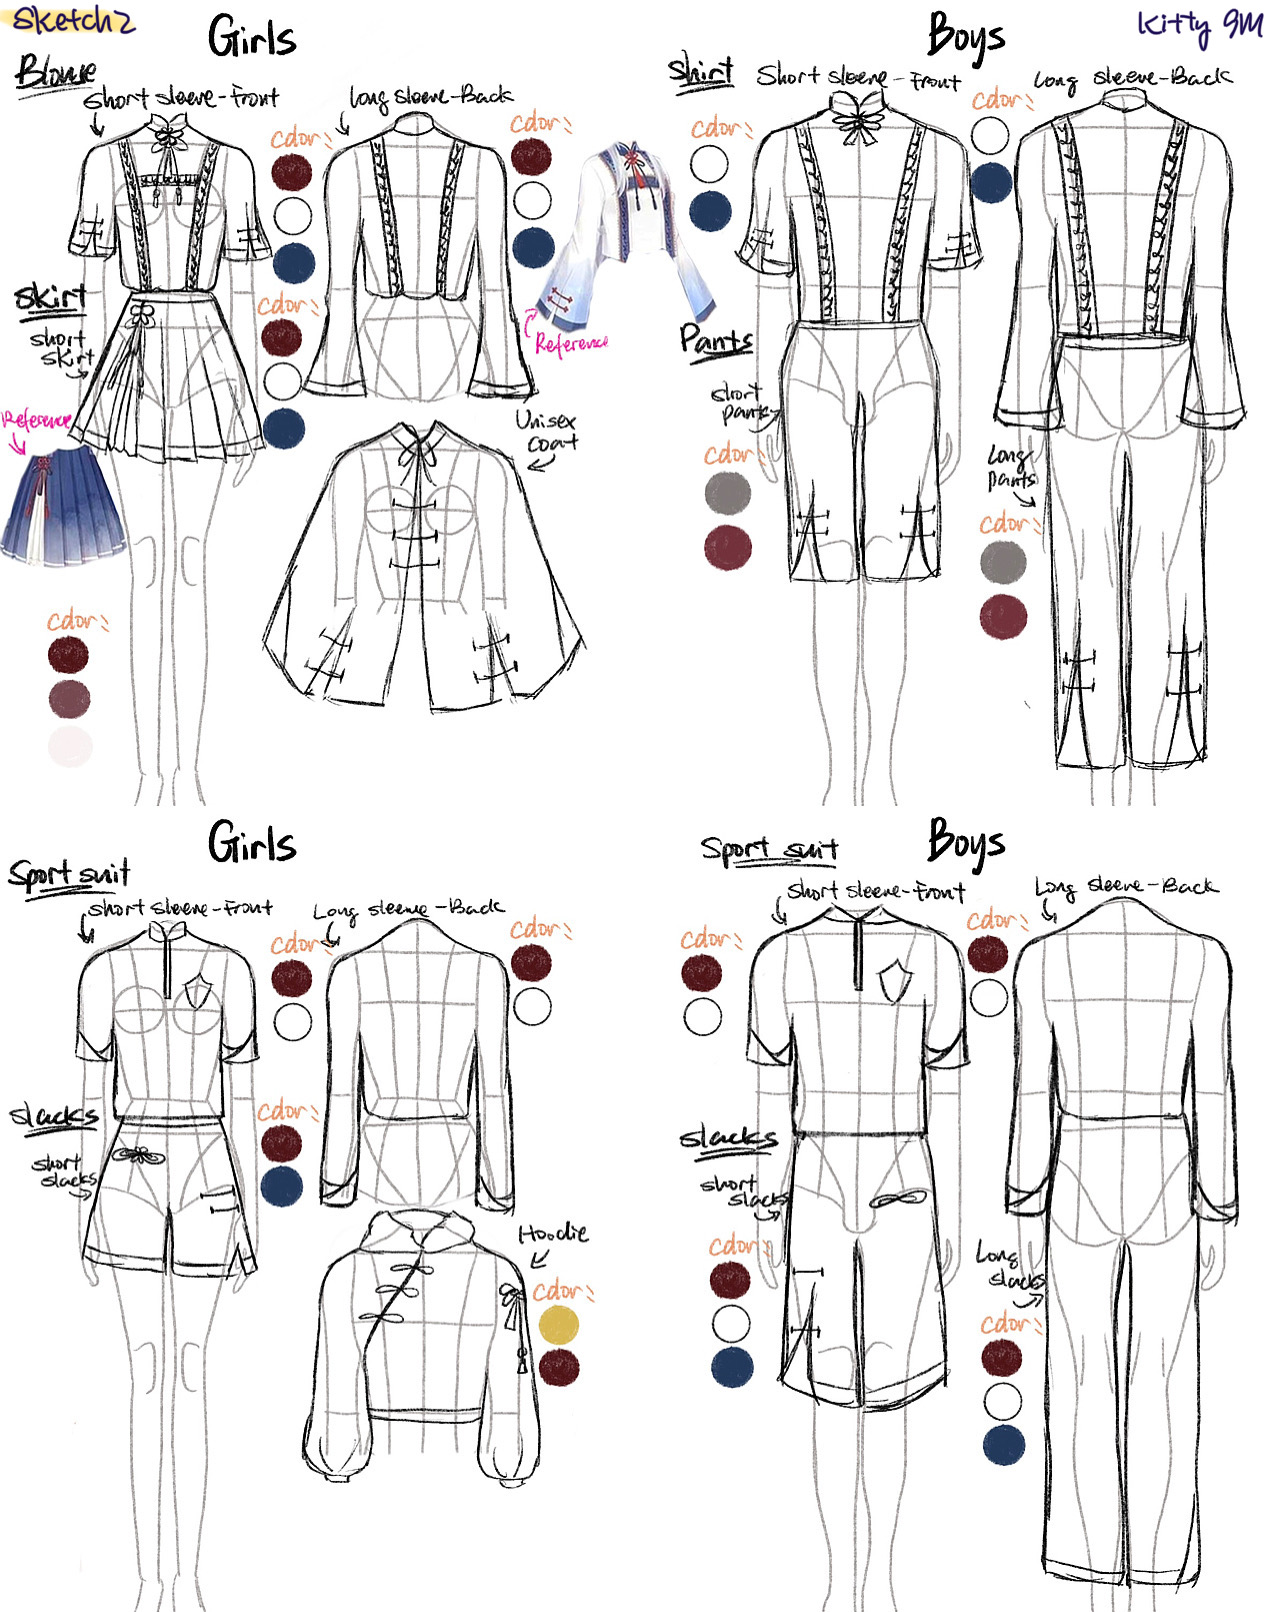 Sketch 2
Girls
Boys
Kitty 9M
Blouse
short sleeve-Front
Long sleeve-Back
color:
color:
Skirt
short
skirt
color:
Reference
Reference
Unisex
coat
color:
Shirt
Short sleeve-Front
Long sleeve-Back
color:
color:
Pants
short
pants
color:
Long
pants
color:
Girls
Boys
Sport suit
short sleeve-Front
Long sleeve-Back
color:
color:
slacks
short
slacks
color:
Hoodie
color:
Sport suit
short sleeve-Front
Long sleeve-Back
color:
color:
slacks
short
slacks
color:
Long
slacks
color: